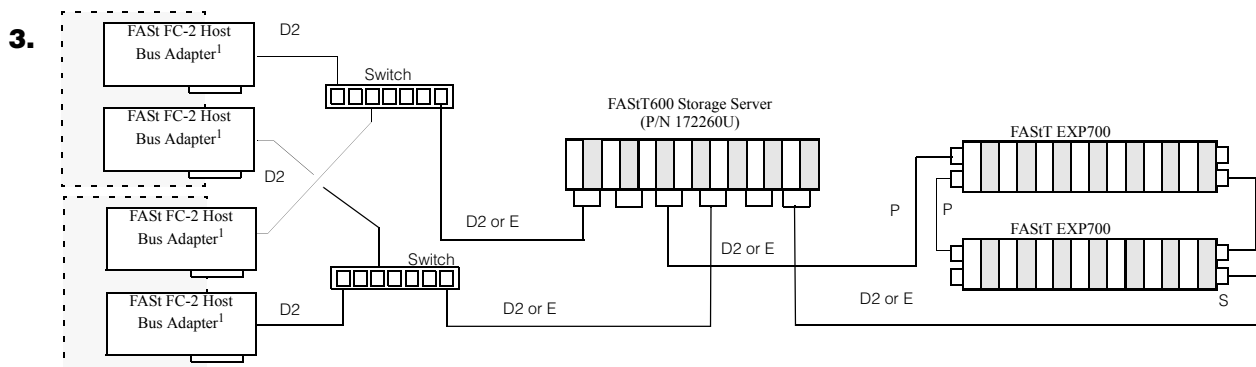 3.
FASt FC-2 Host
Bus Adapter1
D2
FASt FC-2 Host
Bus Adapter1
D2
FASt FC-2 Host
Bus Adapter1
FASt FC-2 Host
Bus Adapter1
D2
Switch
Switch
D2 or E
D2 or E
FAStT600 Storage Server
(P/N 172260U)
D2 or E
D2 or E
FAStT EXP700
P
P
FAStT EXP700
S